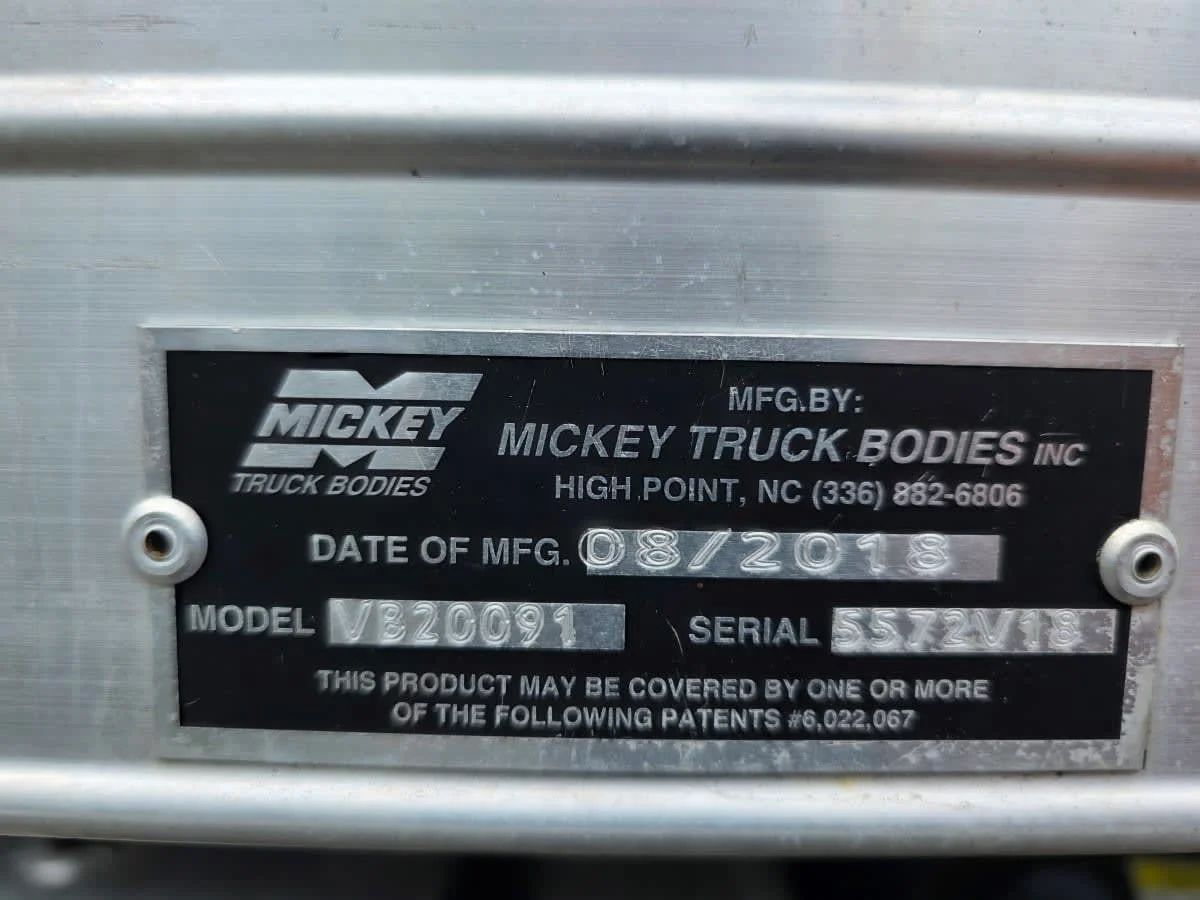 MICKEY
TRUCK BODIES
MFG.BY:
MICKEY TRUCK BODIES INC
HIGH POINT, NC (336) 882-6806
DATE OF MFG. 08/2018
MODEL VB20091 SERIAL 5572V18
THIS PRODUCT MAY BE COVERED BY ONE OR MORE
OF THE FOLLOWING PATENTS #6,022,067